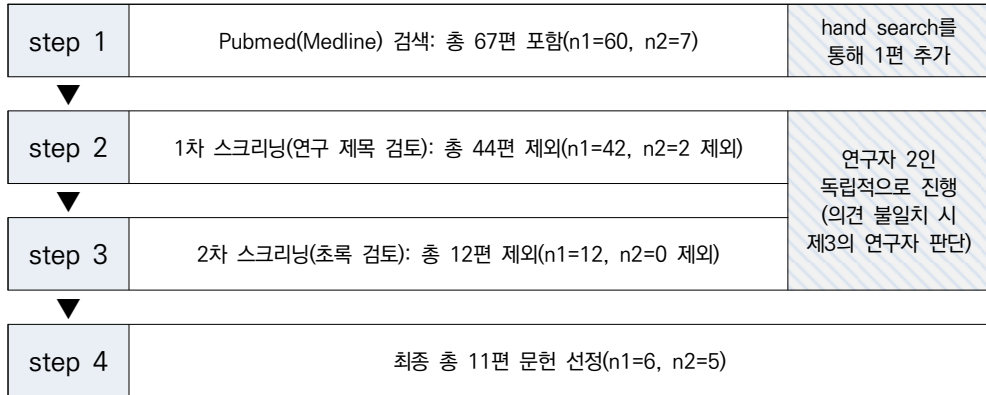 step 1
Pubmed(Medline) 검색: 총 67편 포함(n1=60, n2=7)
hand search를
통해 1편 추가
▼
step 2
1차 스크리닝(연구 제목 검토): 총 44편 제외(n1=42, n2=2 제외)
연구자 2인
독립적으로 진행
(의견 불일치 시
제3의 연구자 판단)
▼
step 3
2차 스크리닝(초록 검토): 총 12편 제외(n1=12, n2=0 제외)
▼
step 4
최종 총 11편 문헌 선정(n1=6, n2=5)